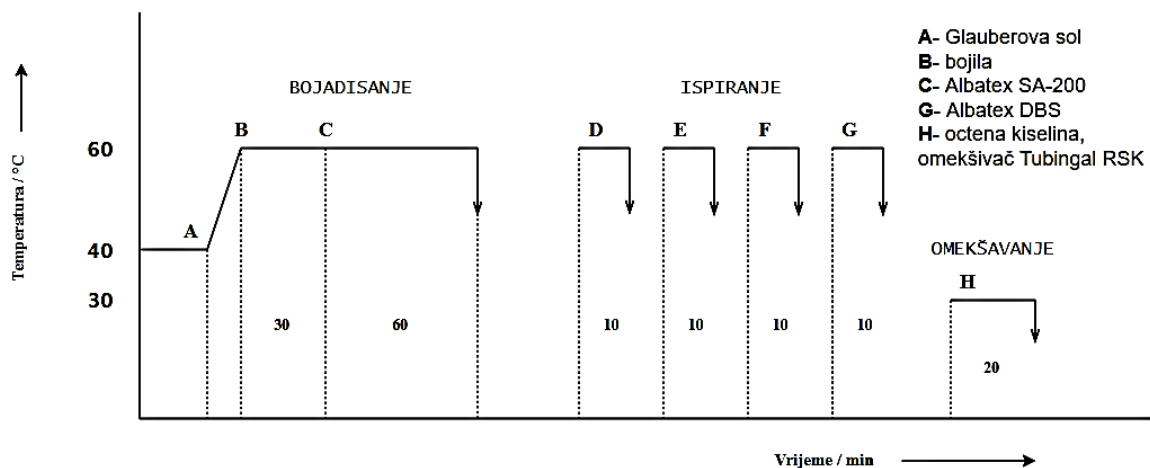 A- Glauberova sol
B- bojila
C- Albatex SA-200
G- Albatex DBS
H- octena kiselina,
omekšivač Tubingal RSK
BOJADISANJE
ISPIRANJE
B
C
D
E
F
G
60
A
40
OMEKŠAVANJE
H
30
30
60
10
10
10
10
20
Temperatura / °C
Vrijeme / min